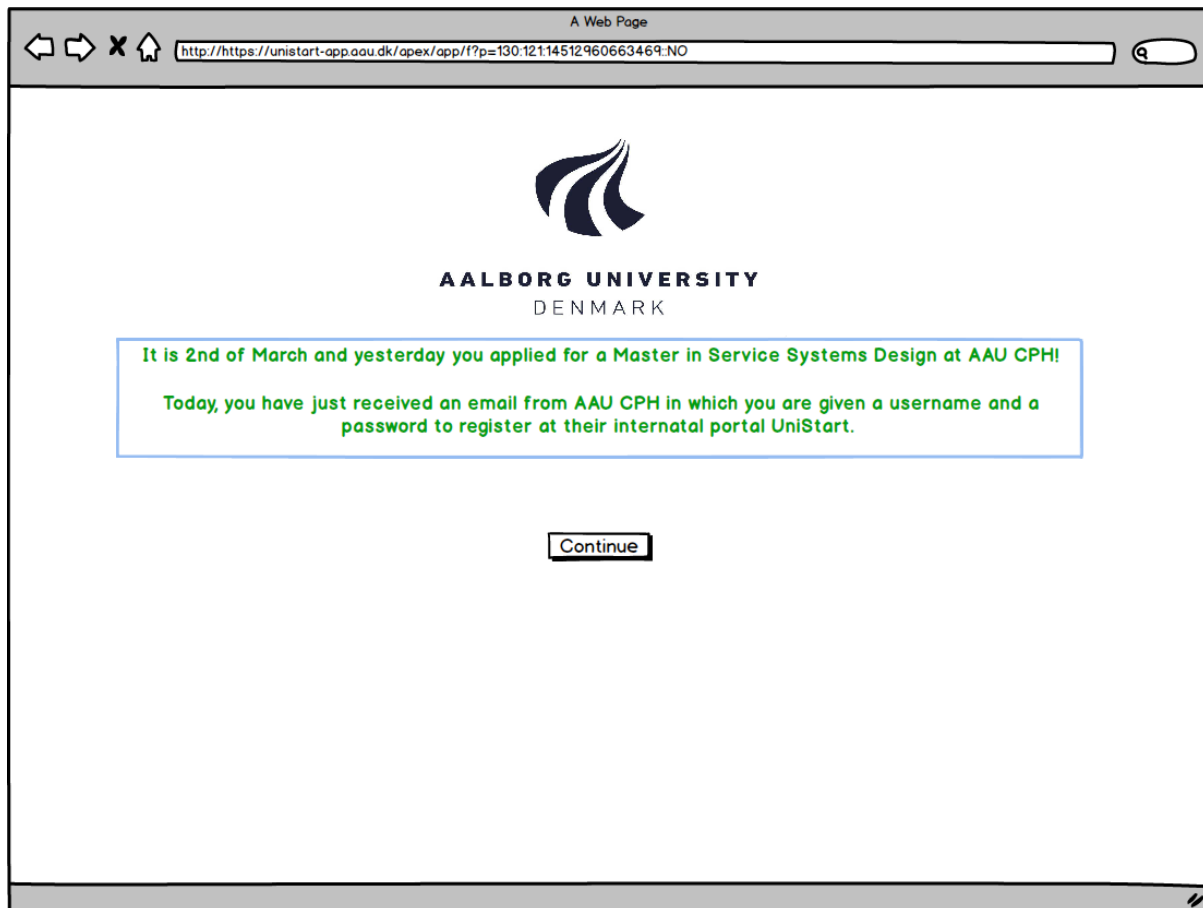 A Web Page
http://https://unistart-app.aau.dk/apex/app/f?p=130:121:14512960663469::NO
AALBORG UNIVERSITY
DENMARK
It is 2nd of March and yesterday you applied for a Master in Service Systems Design at AAU CPH!
Today, you have just received an email from AAU CPH in which you are given a username and a
password to register at their internatal portal UniStart.
Continue